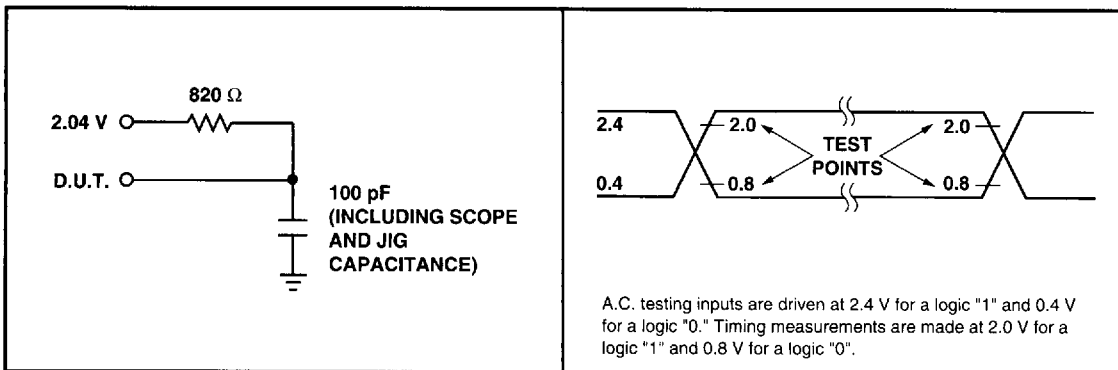 820 Ω
2.04 V
D.U.T.
100 pF
(INCLUDING SCOPE
AND JIG
CAPACITANCE)
2.4
2.0
TEST
POINTS
2.0
0.4
0.8
0.8
A.C. testing inputs are driven at 2.4 V for a logic "1" and 0.4 V
for a logic "0." Timing measurements are made at 2.0 V for a
logic "1" and 0.8 V for a logic "0".